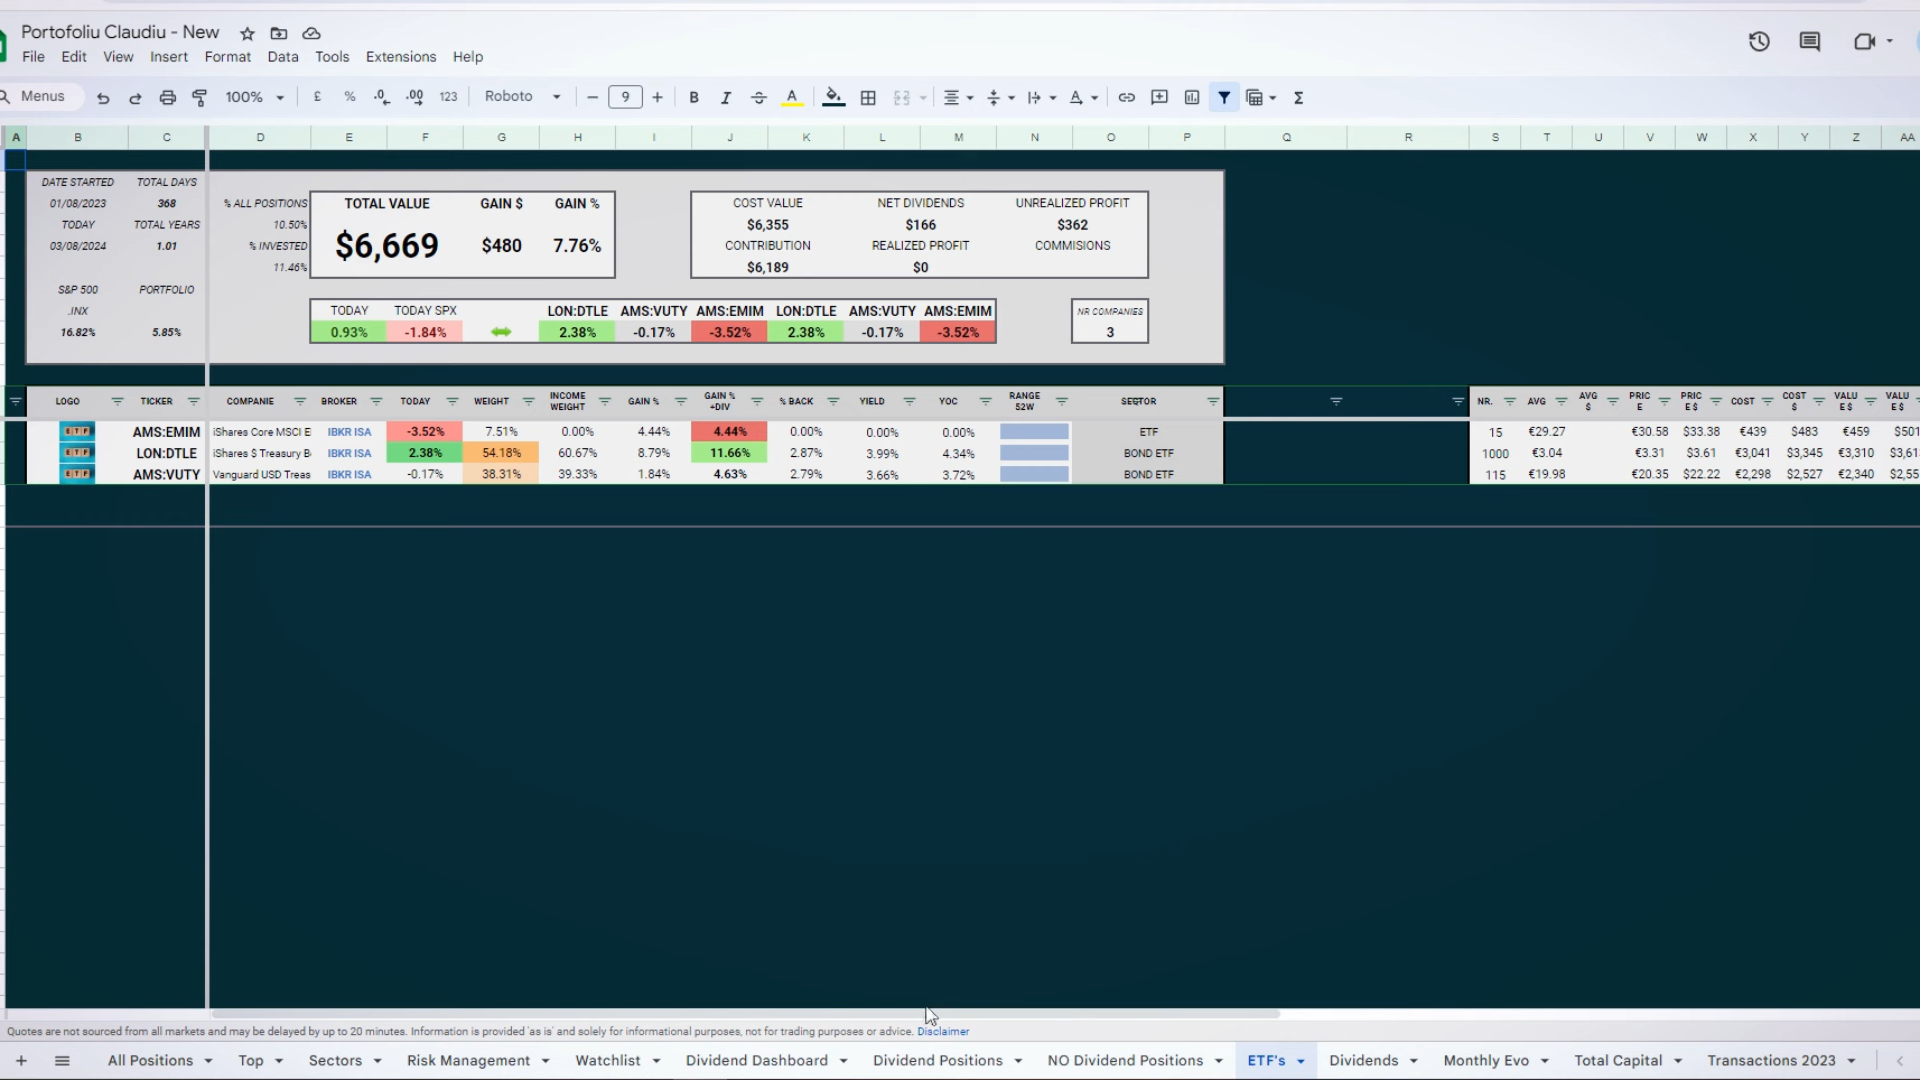 Portofoliu Claudiu - New
File Edit View Insert Format Data Tools Extensions Help
Menus 100% £ % .0 .00 123 Roboto 9 B I A Σ
A B C D E F G H I J K L M N O P Q R S T U V W X Y Z AA
DATE STARTED TOTAL DAYS
01/08/2023 368 % ALL POSITIONS TOTAL VALUE GAIN $ GAIN % COST VALUE NET DIVIDENDS UNREALIZED PROFIT
TODAY TOTAL YEARS 10.50% $6,355 $166 $362
03/08/2024 1.01 % INVESTED $6,669 $480 7.76% CONTRIBUTION REALIZED PROFIT COMMISIONS
11.46% $6,189 $0
S&P 500 PORTFOLIO
.INX TODAY TODAY SPX LON:DTLE AMS:VUTY AMS:EMIM LON:DTLE AMS:VUTY AMS:EMIM NR COMPANIES
16.82% 5.85% 0.93% -1.84% 2.38% -0.17% -3.52% 2.38% -0.17% -3.52% 3
LOGO TICKER COMPANIE BROKER TODAY WEIGHT INCOME WEIGHT GAIN % GAIN % +DIV % BACK YIELD YOC RANGE 52W SECTOR NR. AVG AVG $ PRIC E PRIC E $ COST COST $ VALU E $ VALU E $
ETF AMS:EMIM iShares Core MSCI E IBKR ISA -3.52% 7.51% 0.00% 4.44% 4.44% 0.00% 0.00% 0.00% ETF 15 €29.27 €30.58 $33.38 €439 $483 €459 $501
ETF LON:DTLE iShares $ Treasury B IBKR ISA 2.38% 54.18% 60.67% 8.79% 11.66% 2.87% 3.99% 4.34% BOND ETF 1000 €3.04 €3.31 $3.61 €3,041 $3,345 €3,310 $3,61
ETF AMS:VUTY Vanguard USD Treas IBKR ISA -0.17% 38.31% 39.33% 1.84% 4.63% 2.79% 3.66% 3.72% BOND ETF 115 €19.98 €20.35 $22.22 €2,298 $2,527 €2,340 $2,55
Quotes are not sourced from all markets and may be delayed by up to 20 minutes. Information is provided 'as is' and solely for informational purposes, not for trading purposes or advice. Disclaimer
All Positions Top Sectors Risk Management Watchlist Dividend Dashboard Dividend Positions NO Dividend Positions ETF's Dividends Monthly Evo Total Capital Transactions 2023